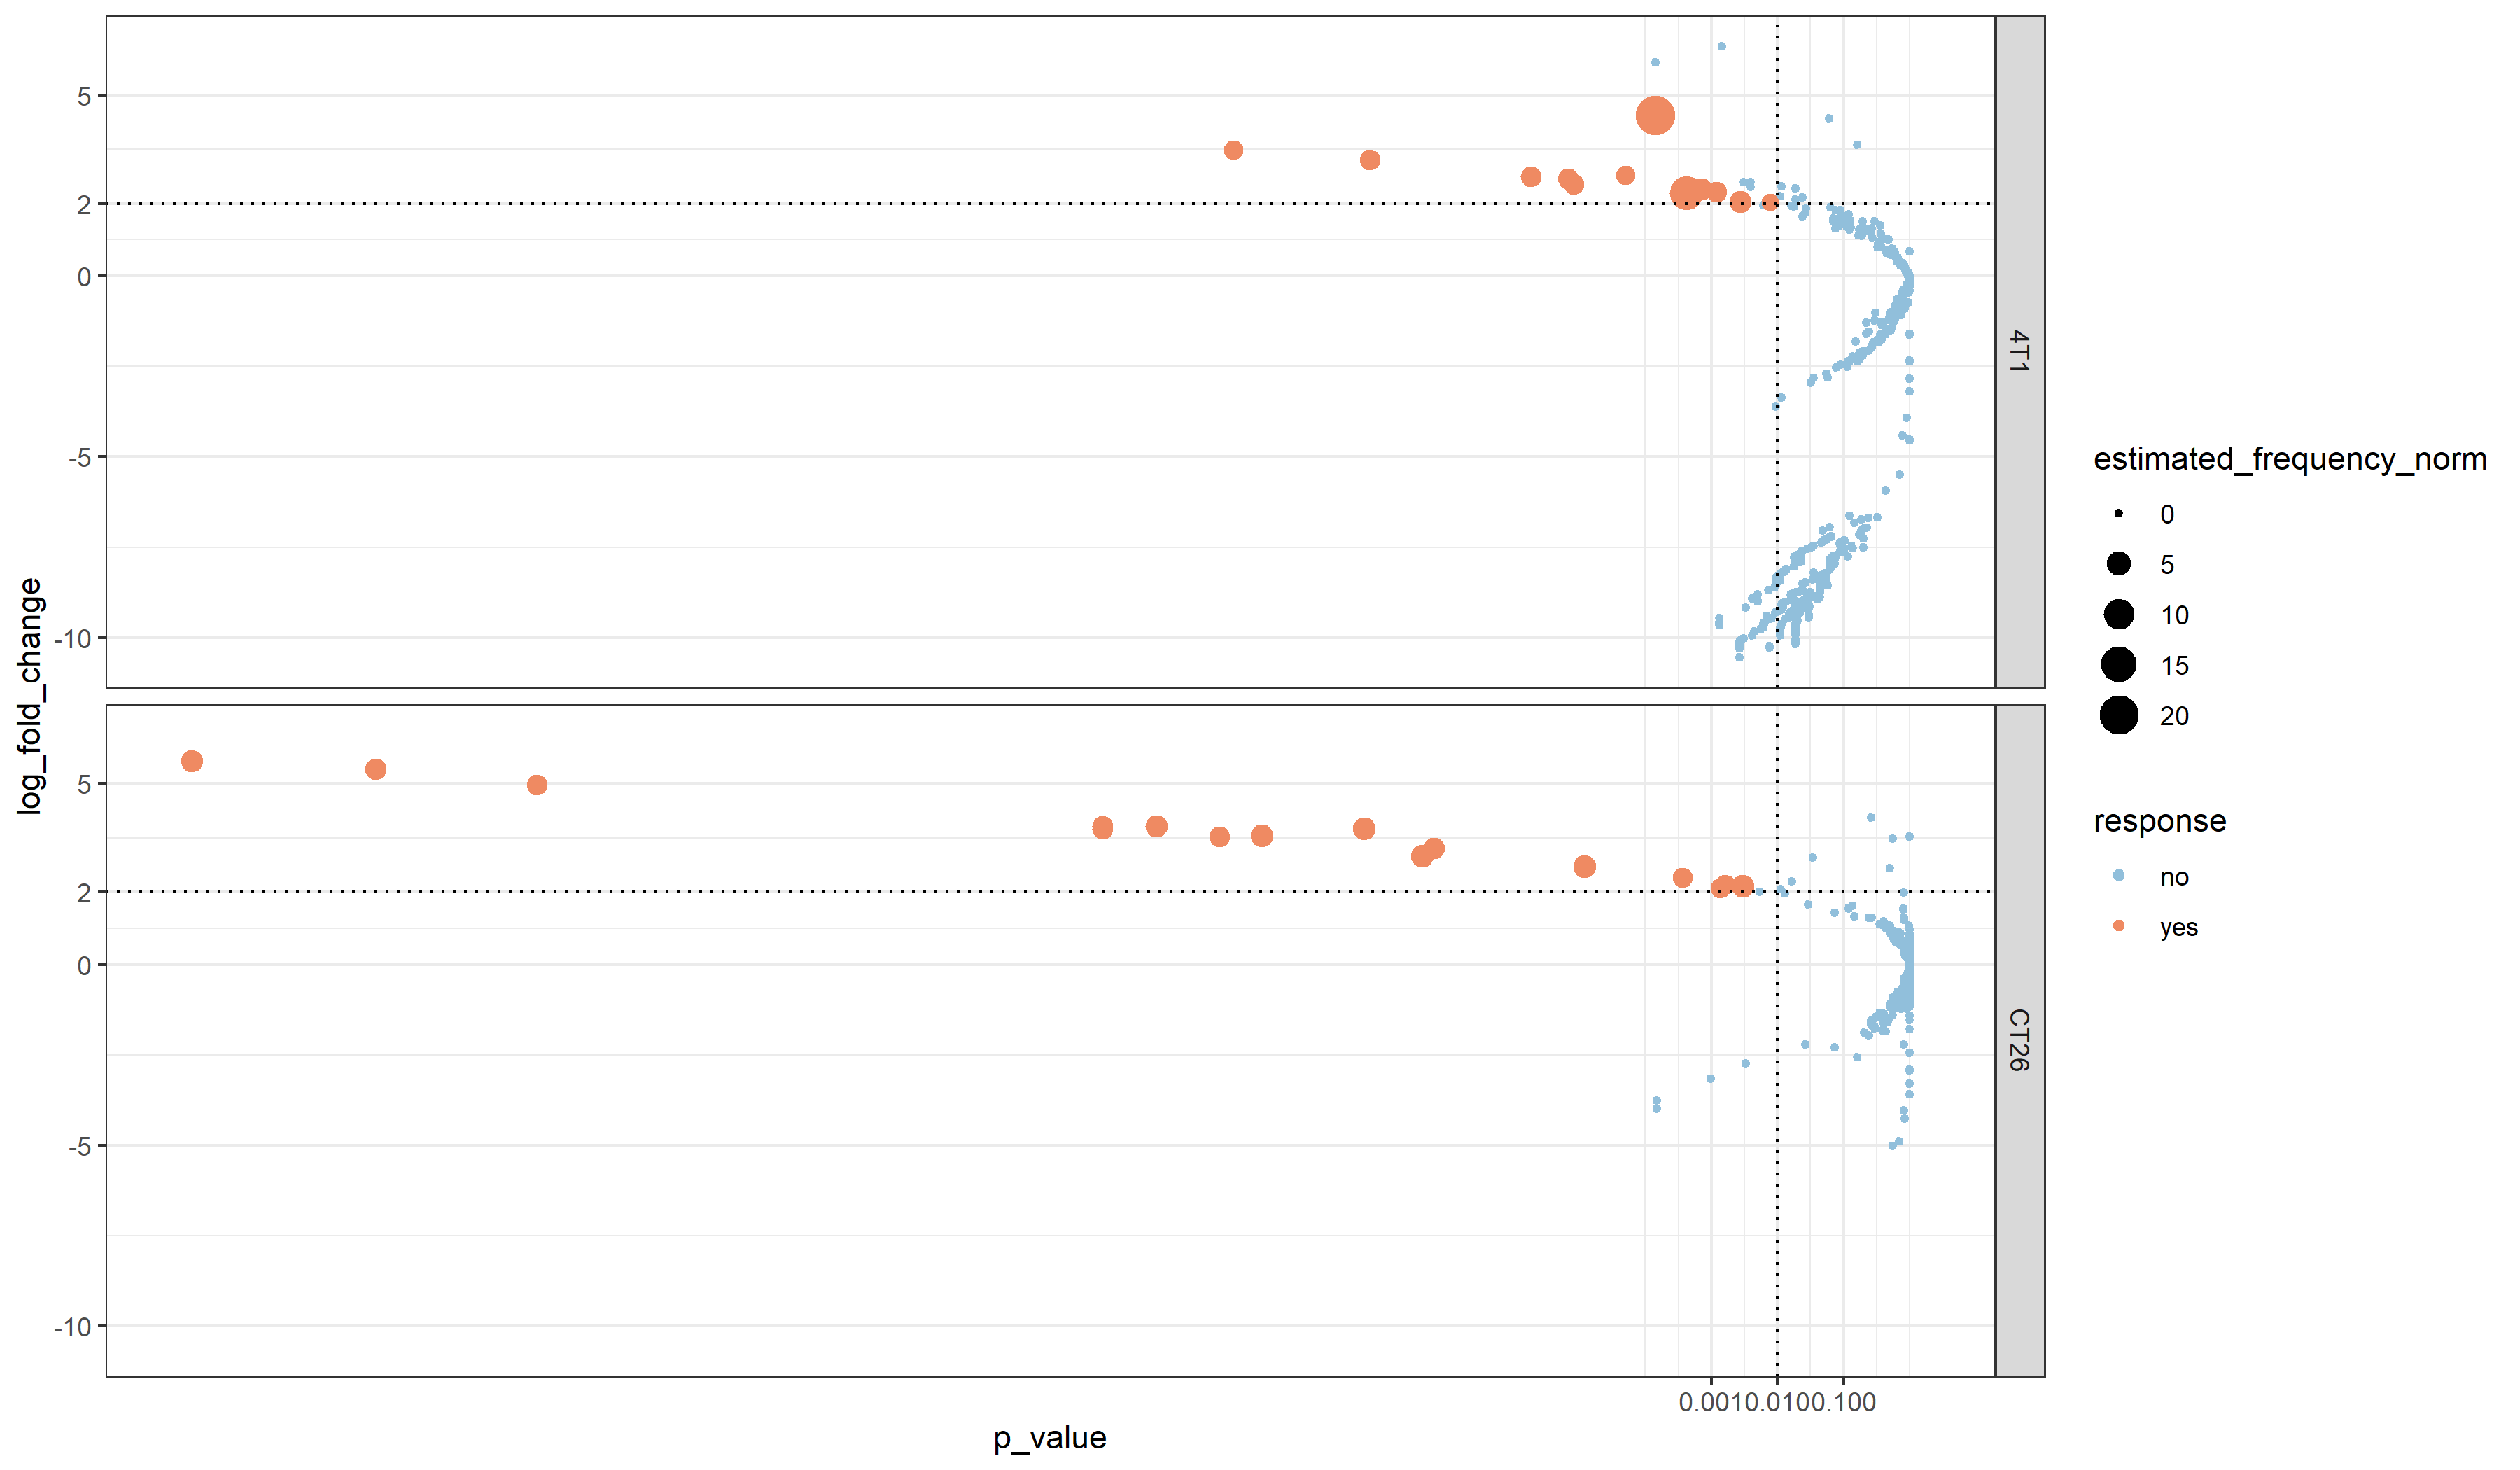 5
2
0
-5
-10
4T1
5
2
0
-5
-10
CT26
log_fold_change
0.0010.0100.100
p_value
estimated_frequency_norm
0
5
10
15
20
response
no
yes